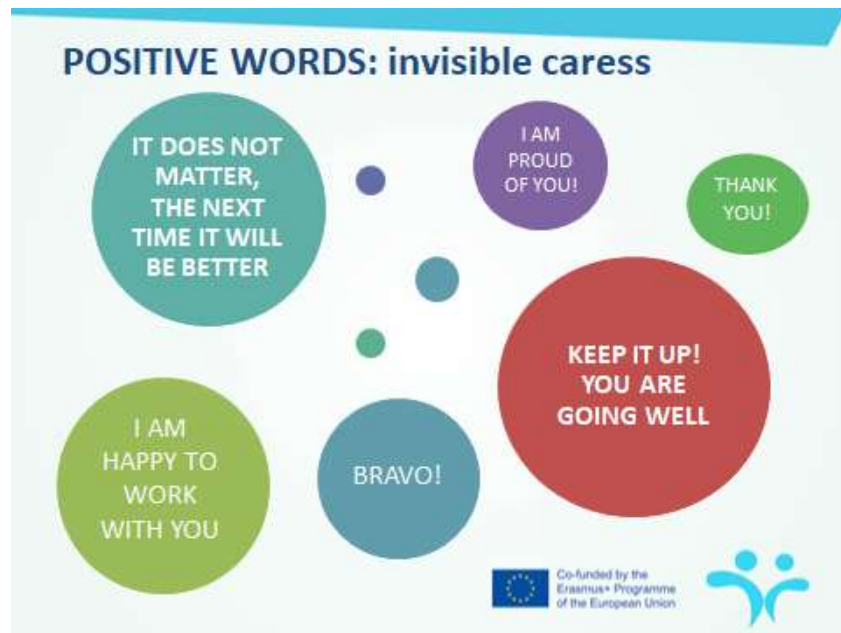 POSITIVE WORDS: invisible caress
IT DOES NOT
MATTER,
THE NEXT
TIME IT WILL
BE BETTER
I AM
PROUD
OF YOU!
THANK
YOU!
KEEP IT UP!
YOU ARE
GOING WELL
I AM
HAPPY TO
WORK
WITH YOU
BRAVO!
Co-funded by the
Erasmus+ Programme
of the European Union